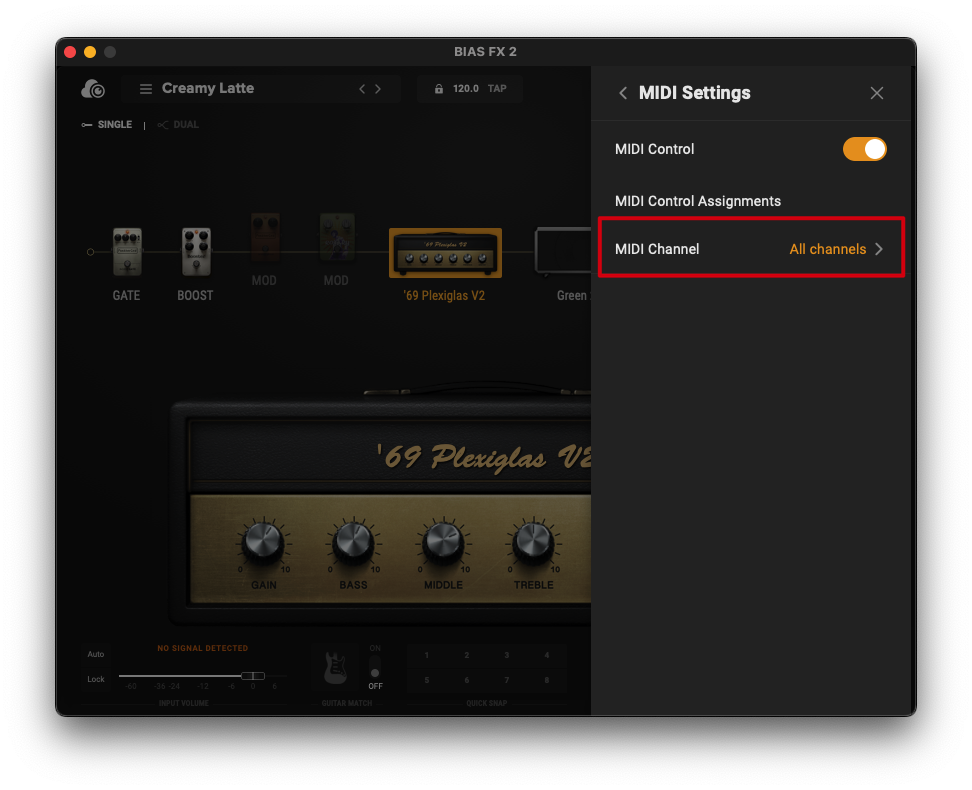 BIAS FX 2
Creamy Latte
120.0 TAP
SINGLE | DUAL
MIDI Settings
MIDI Control
MIDI Control Assignments
MIDI Channel All channels
'69 Plexiglas V2
GATE
BOOST
MOD
MOD
'69 Plexiglas V2
Green
'69 Plexiglas V2
0 10 0 10 0 10 0 10
GAIN BASS MIDDLE TREBLE
Auto
NO SIGNAL DETECTED
Lock
-60 -36 -24 -12 -6 0 6
INPUT VOLUME
ON
OFF
GUITAR MATCH
1 2 3 4
5 6 7 8
QUICK SNAP